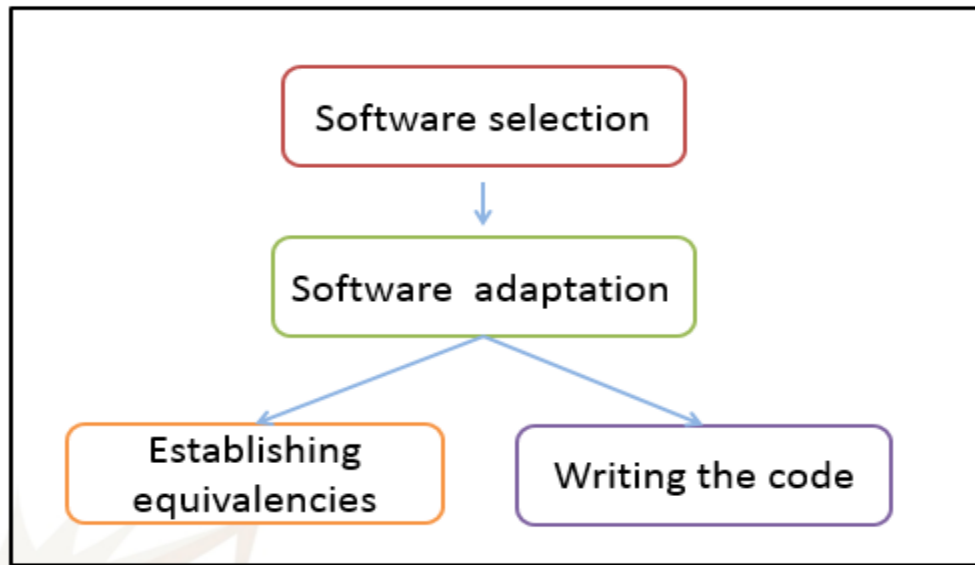 Software selection
Software adaptation
Establishing
equivalencies
Writing the code